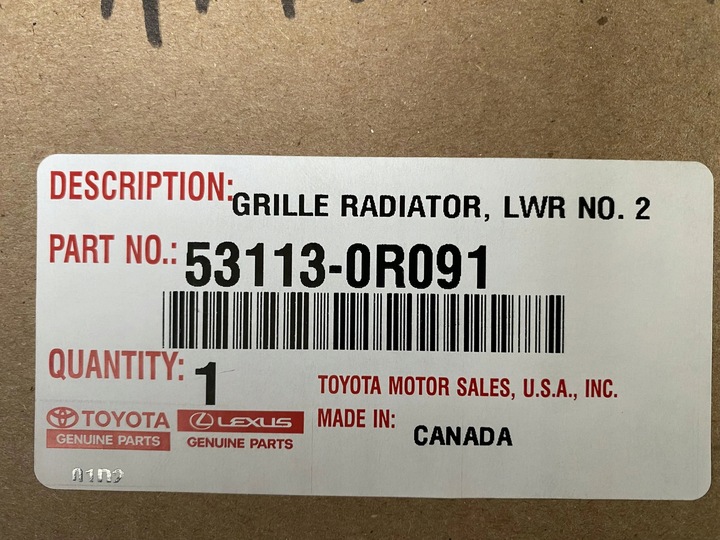 DESCRIPTION: GRILLE RADIATOR, LWR NO. 2
PART NO.: 53113-0R091
QUANTITY: 1
TOYOTA MOTOR SALES, U.S.A., INC.
MADE IN: CANADA
TOYOTA
GENUINE PARTS
LEXUS
GENUINE PARTS